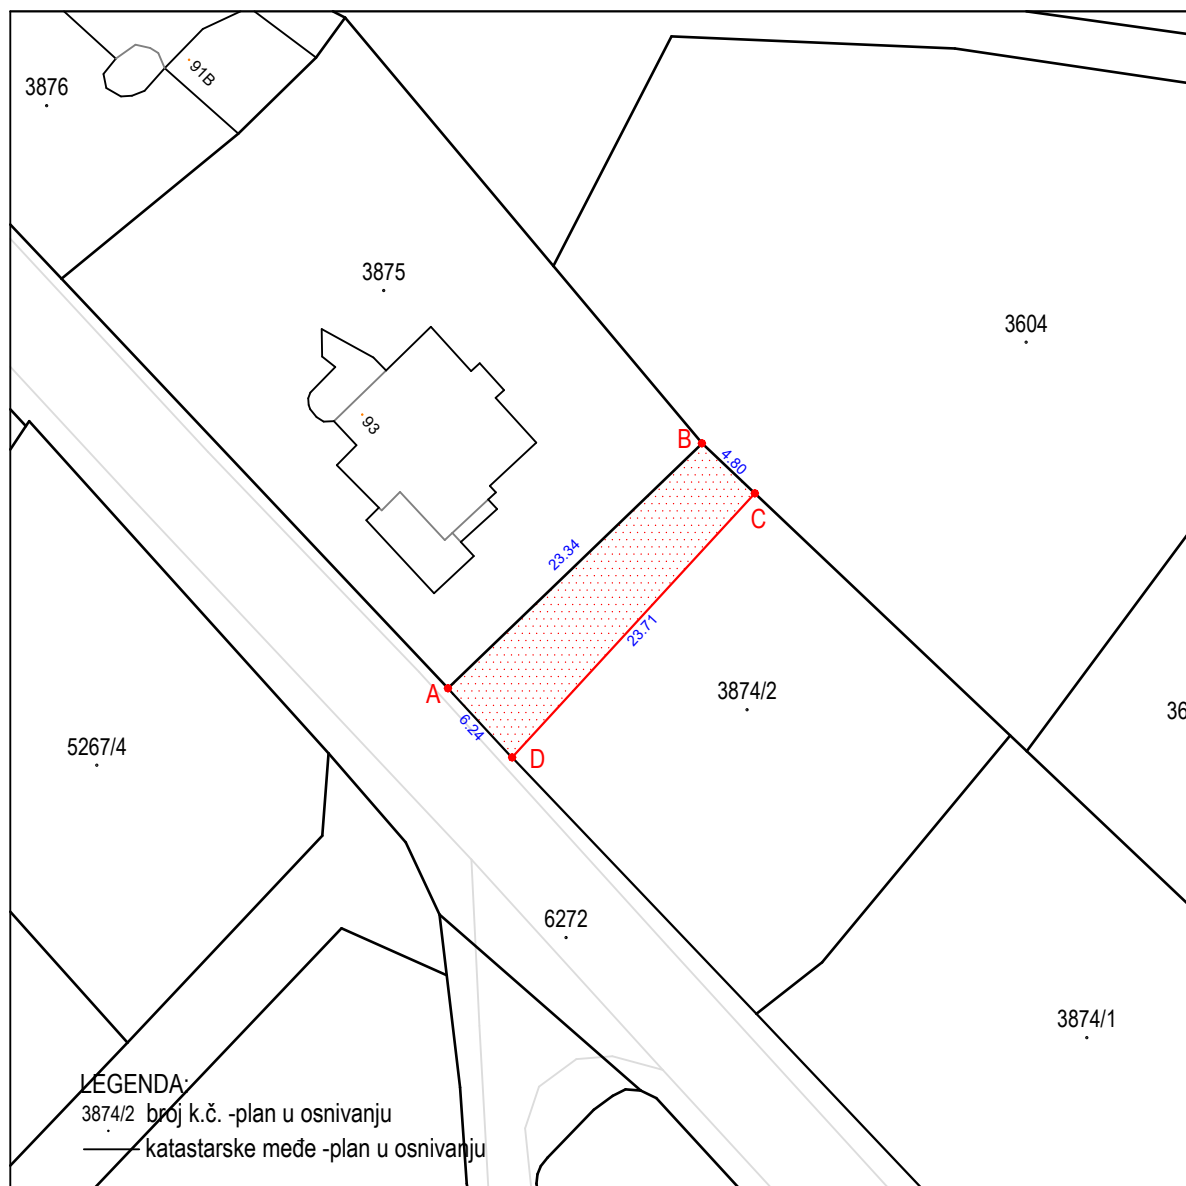 91B
3876
3875
3604
93
B
4.80
C
23.34
23.71
A
3874/2
36
6.24
D
5267/4
6272
3874/1
LEGENDA:
3874/2 broj k.č. -plan u osnivanju
katastarske međe -plan u osnivanju